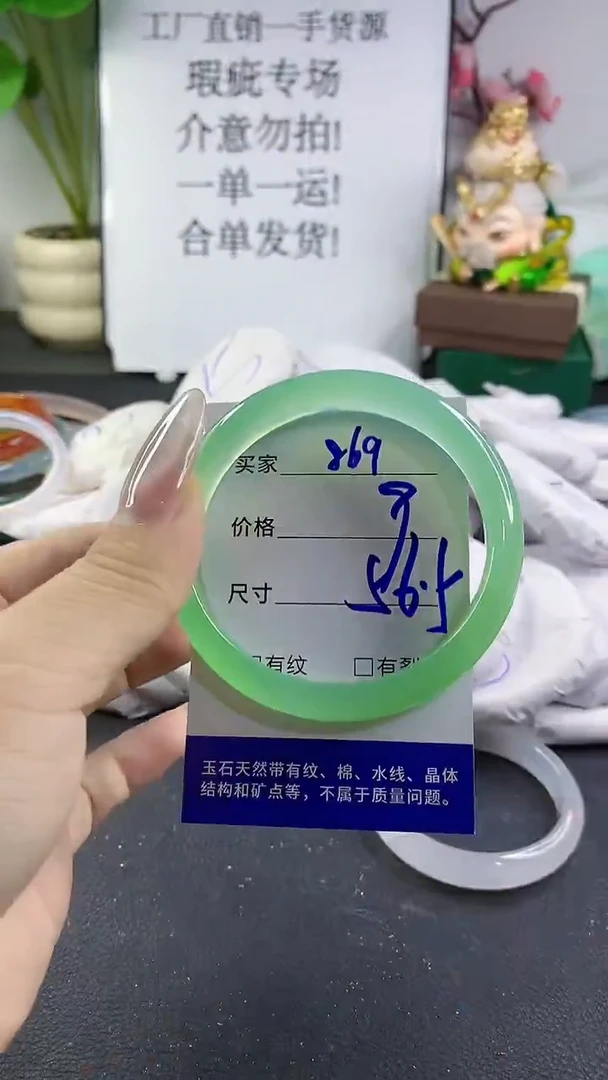 工厂直销一手货源
瑕疵专场
介意勿拍!
一单一运!
合单发货!
买家 269
价格
尺寸 56.5
有纹 □有裂
玉石天然带有纹、棉、水线、晶体
结构和矿点等，不属于质量问题。